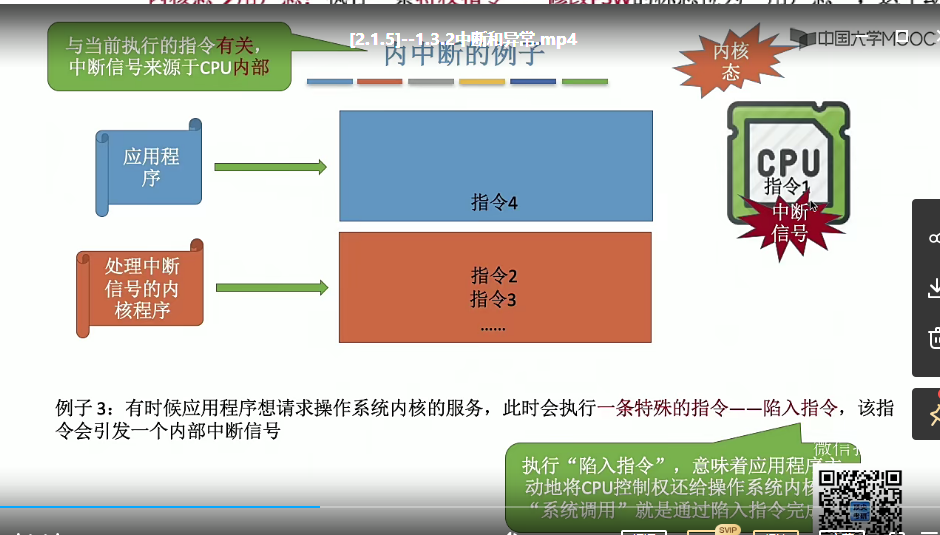 [2.1.5]--1.3.2中断和异常.mp4
中国大学MOOC
内中断的例子
与当前执行的指令有关，
中断信号来源于CPU内部
内核
态
CPU
指令1
中断
信号
应用程
序
指令4
处理中断
信号的内
核程序
指令2
指令3
......
例子 3：有时候应用程序想请求操作系统内核的服务，此时会执行一条特殊的指令——陷入指令，该指
令会引发一个内部中断信号
执行“陷入指令”，意味着应用程序主
动地将CPU控制权还给操作系统内核
“系统调用”就是通过陷入指令完成
微信扌
SVIP